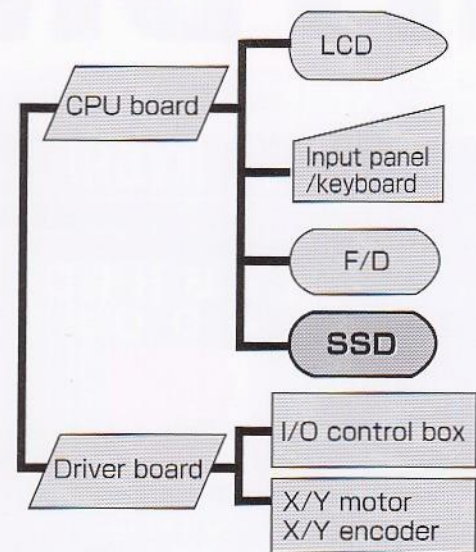 LCD
CPU board
Input panel
/keyboard
F/D
SSD
I/O control box
Driver board
X/Y motor
X/Y encoder